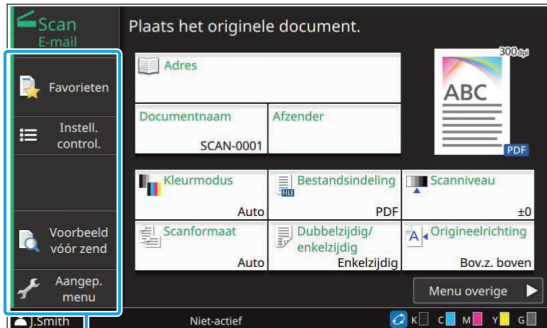 Scan
E-mail
Plaats het originele document.
Favorieten
Instell.
control.
Voorbeeld
vóór zend
Aangep.
menu
Adres
Documentnaam
SCAN-0001
Afzender
300dpi
ABC
PDF
Kleurmodus
Auto
Bestandsindeling
FILE
PDF
Scanniveau
±0
Scanformaat
Auto
Dubbelzijdig/
enkelzijdig
Enkelzijdig
A
Origineelrichting
Bov.z. boven
Menu overige
J.Smith
Niet-actief
K C M Y G